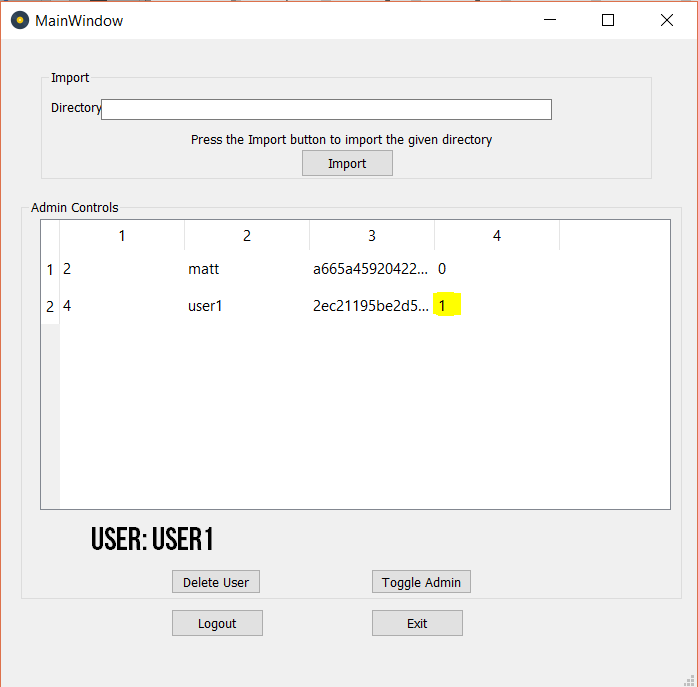 MainWindow
Import
Directory
Press the Import button to import the given directory
Import
Admin Controls
1 2 3 4
1 2 matt a665a45920422... 0
2 4 user1 2ec21195be2d5... 1
USER: USER1
Delete User Toggle Admin
Logout Exit